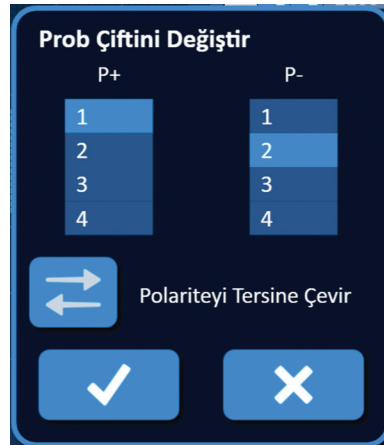 Prob Çiftini Değiştir
P+ P-
1 1
2 2
3 3
4 4
Polariteyi Tersine Çevir